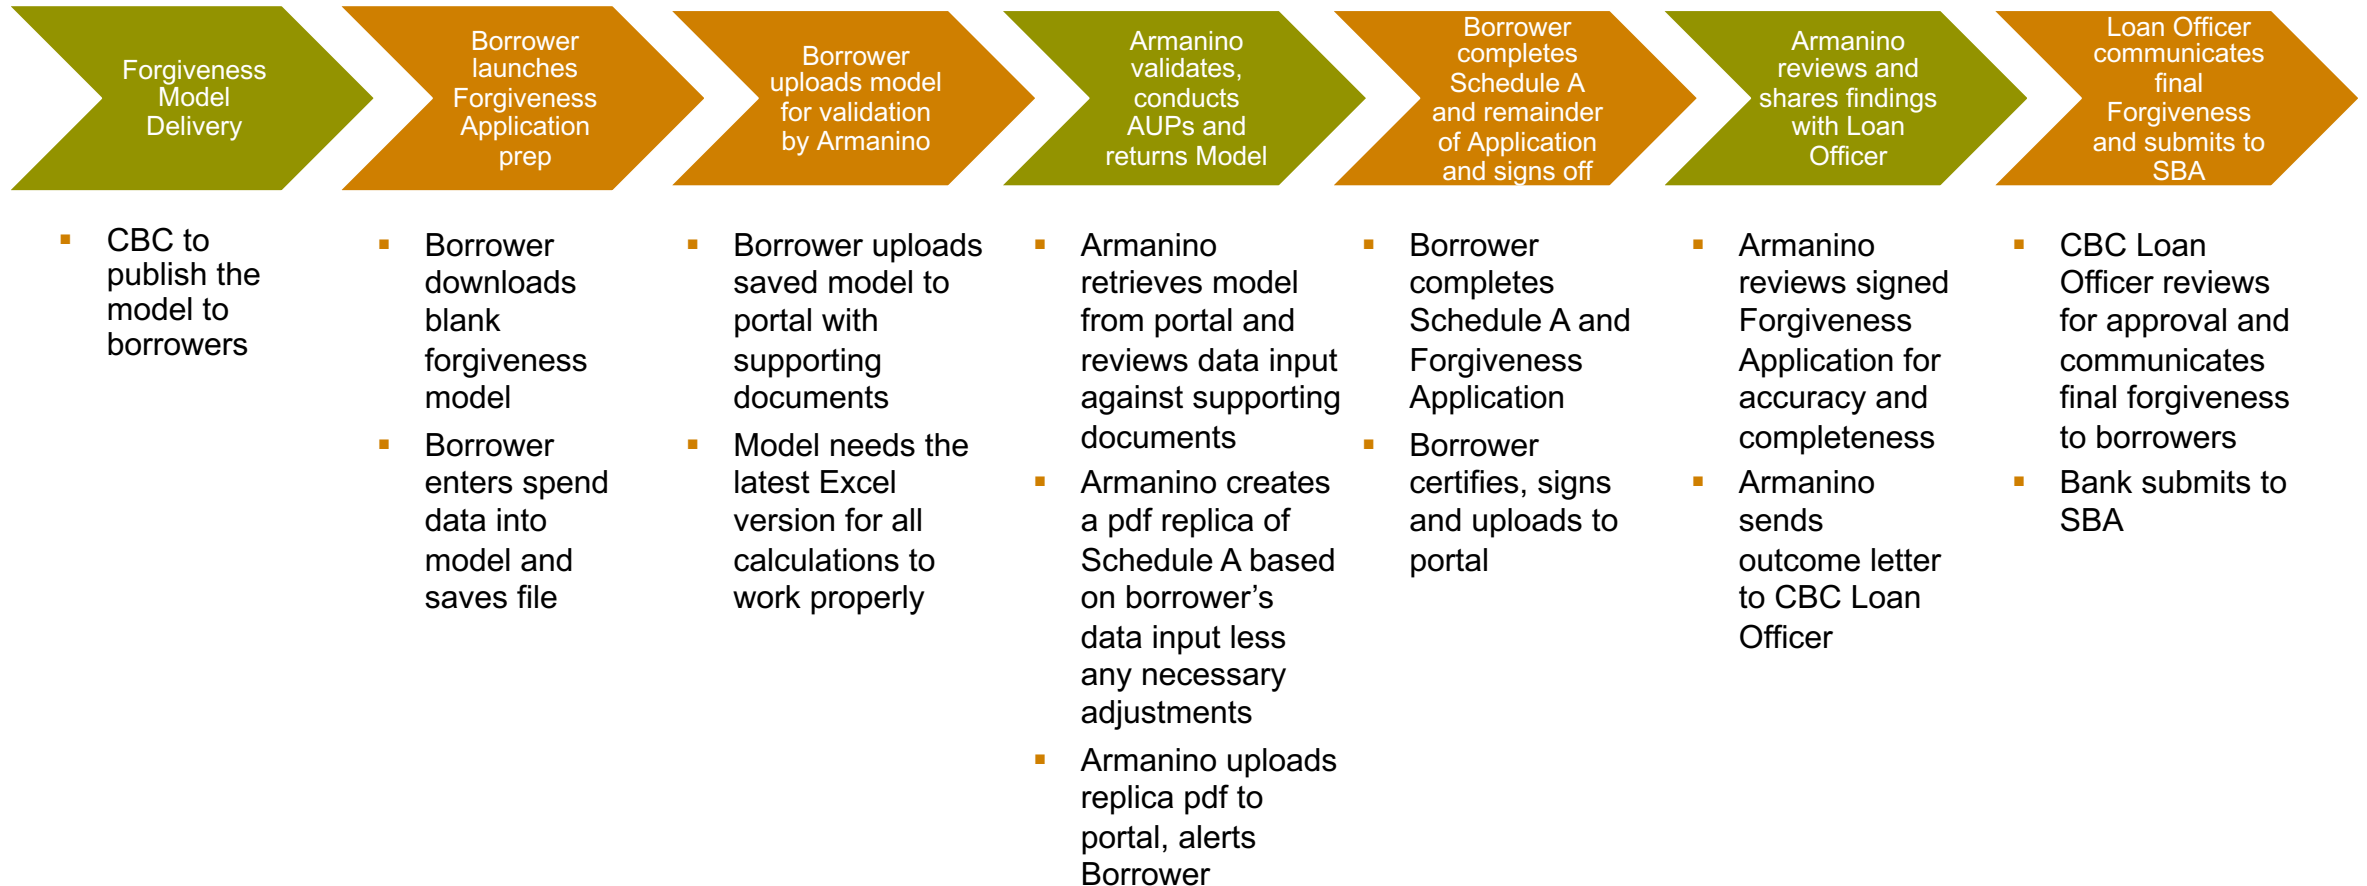 Forgiveness
Model
Delivery
Borrower
launches
Forgiveness
Application
prep
Borrower
uploads model
for validation
by Armanino
Armanino
validates,
conducts
AUPs and
returns Model
Borrower
completes
Schedule A
and remainder
of Application
and signs off
Armanino
reviews and
shares findings
with Loan
Officer
Loan Officer
communicates
final
Forgiveness
and submits to
SBA
▪ CBC to
publish the
model to
borrowers
▪ Borrower
downloads
blank
forgiveness
model
▪ Borrower
enters spend
data into
model and
saves file
▪ Borrower uploads
saved model to
portal with
supporting
documents
▪ Model needs the
latest Excel
version for all
calculations to
work properly
▪ Armanino
retrieves model
from portal and
reviews data input
against supporting
documents
▪ Armanino creates
a pdf replica of
Schedule A based
on borrower’s
data input less
any necessary
adjustments
▪ Armanino uploads
replica pdf to
portal, alerts
Borrower
▪ Borrower
completes
Schedule A and
Forgiveness
Application
▪ Borrower
certifies, signs
and uploads to
portal
▪ Armanino
reviews signed
Forgiveness
Application for
accuracy and
completeness
▪ Armanino
sends
outcome letter
to CBC Loan
Officer
▪ CBC Loan
Officer reviews
for approval and
communicates
final forgiveness
to borrowers
▪ Bank submits to
SBA